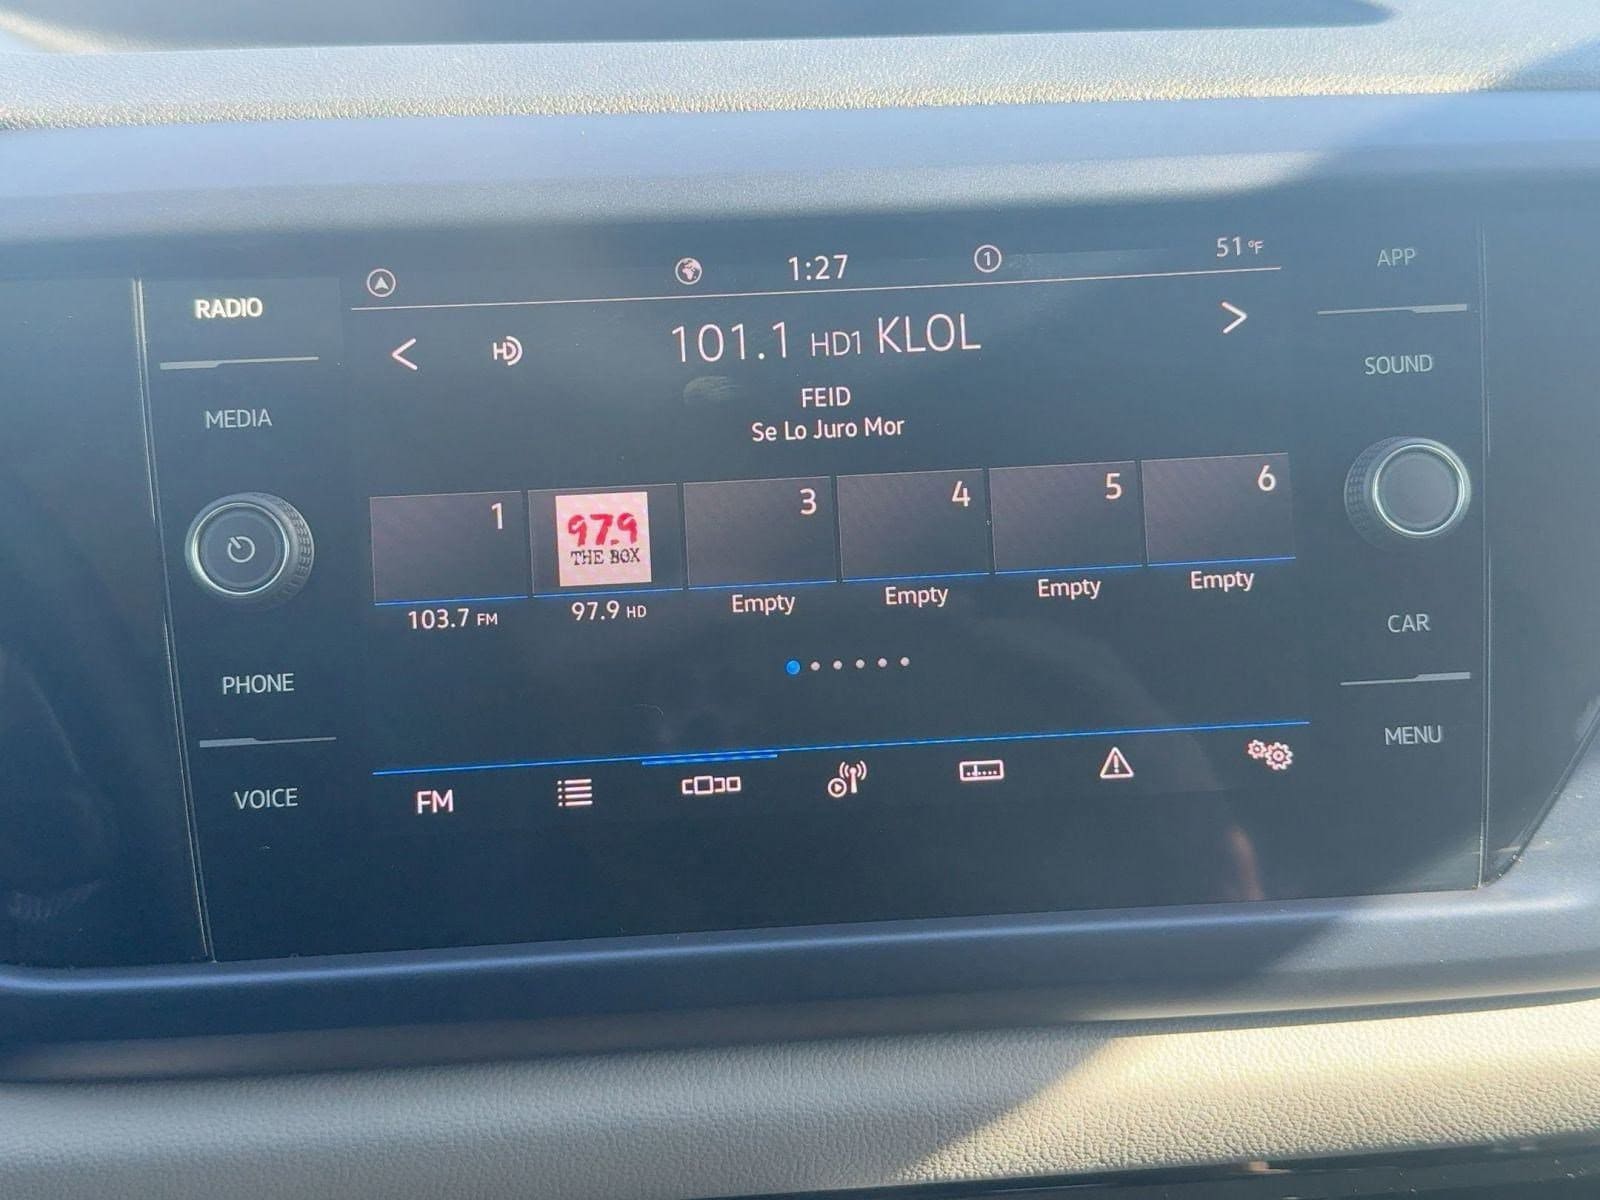 1:27
1
51°F
RADIO
MEDIA
PHONE
VOICE
HD
101.1 HD1 KLOL
FEID
Se Lo Juro Mor
1
97.9
THE BOX
3
4
5
6
103.7 FM
97.9 HD
Empty
Empty
Empty
Empty
FM
APP
SOUND
CAR
MENU